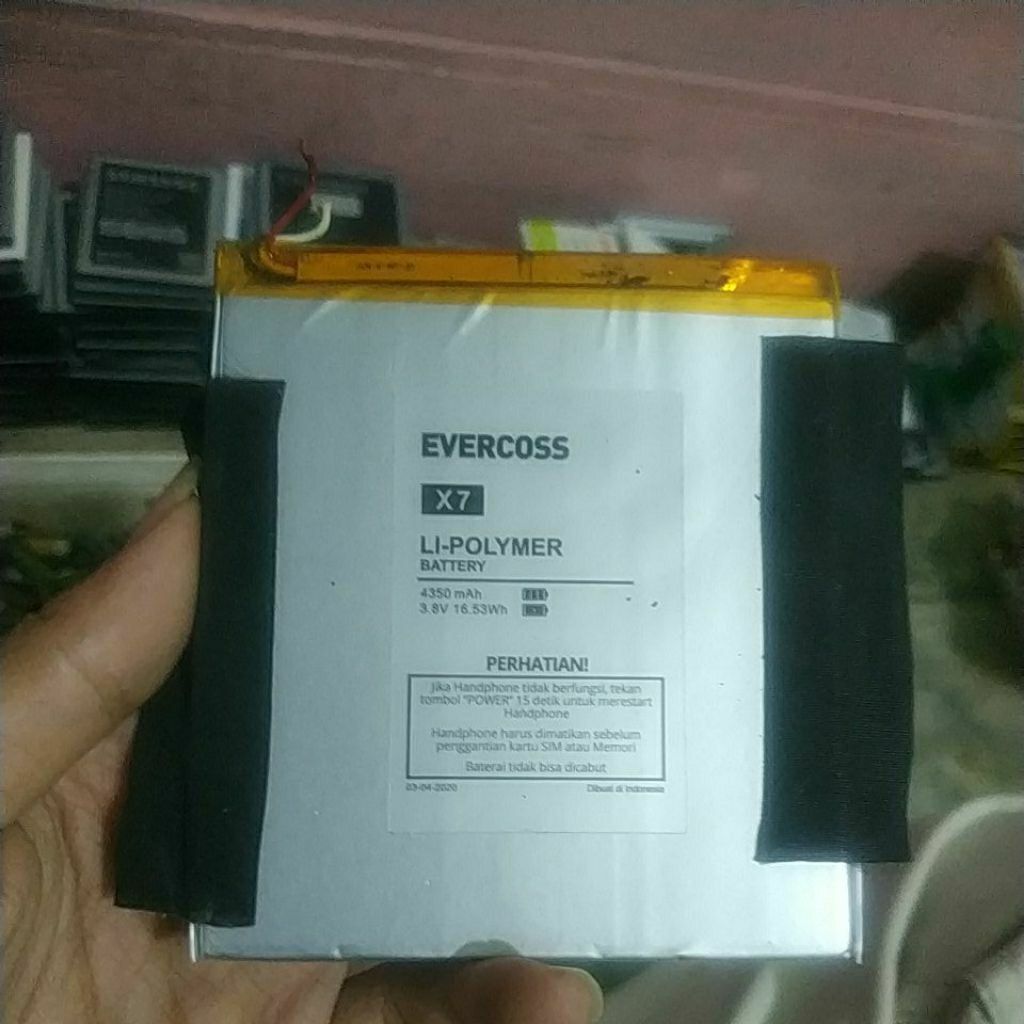 EVERCOSS
X7
LI-POLYMER
BATTERY
4350 mAh
3.8V 16.53Wh
PERHATIAN!
Jika Handphone tidak berfungsi, tekan
tombol "POWER" 15 detik untuk merestart
Handphone
Handphone harus dimatikan sebelum
penggantian kartu SIM atau Memori
Baterai tidak bisa dicabut
03-04-2020 Dibuat di Indonesia